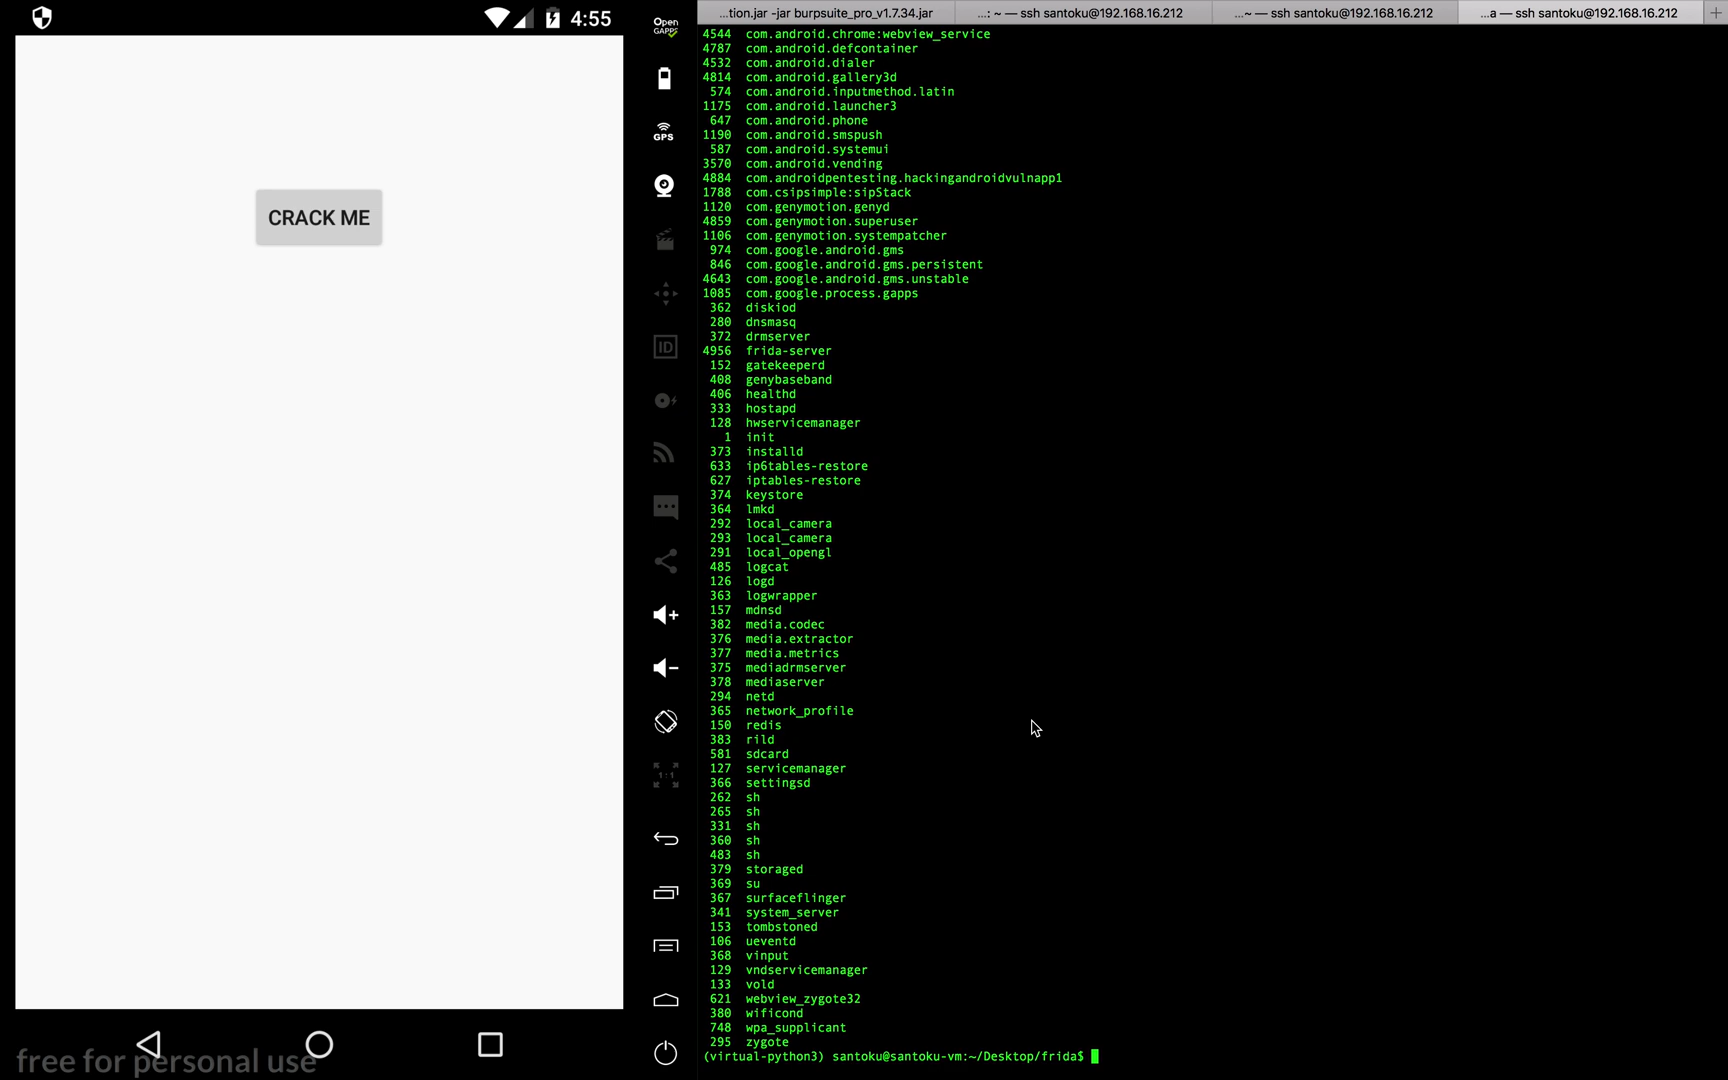 4:55
CRACK ME
free for personal use
Open
GAPPS
GPS
ID
1:1
...tion.jar -jar burpsuite_pro_v1.7.34.jar
...: ~ — ssh santoku@192.168.16.212
...~ — ssh santoku@192.168.16.212
...a — ssh santoku@192.168.16.212
4544 com.android.chrome:webview_service
4787 com.android.defcontainer
4532 com.android.dialer
4814 com.android.gallery3d
574 com.android.inputmethod.latin
1175 com.android.launcher3
647 com.android.phone
1190 com.android.smspush
587 com.android.systemui
3570 com.android.vending
4884 com.androidpentesting.hackingandroidvulnapp1
1788 com.csipsimple:sipStack
1120 com.genymotion.genyd
4859 com.genymotion.superuser
1106 com.genymotion.systempatcher
974 com.google.android.gms
846 com.google.android.gms.persistent
4643 com.google.android.gms.unstable
1085 com.google.process.gapps
362 diskiod
280 dnsmasq
372 drmserver
4956 frida-server
152 gatekeeperd
408 genybaseband
406 healthd
333 hostapd
128 hwservicemanager
1 init
373 installd
633 ip6tables-restore
627 iptables-restore
374 keystore
364 lmkd
292 local_camera
293 local_camera
291 local_opengl
485 logcat
126 logd
363 logwrapper
157 mdnsd
382 media.codec
376 media.extractor
377 media.metrics
375 mediadrmserver
378 mediaserver
294 netd
365 network_profile
150 redis
383 rild
581 sdcard
127 servicemanager
366 settingsd
262 sh
265 sh
331 sh
360 sh
483 sh
379 storaged
369 su
367 surfaceflinger
341 system_server
153 tombstoned
106 ueventd
368 vinput
129 vndservicemanager
133 vold
621 webview_zygote32
380 wificond
748 wpa_supplicant
295 zygote
(virtual-python3) santoku@santoku-vm:~/Desktop/frida$